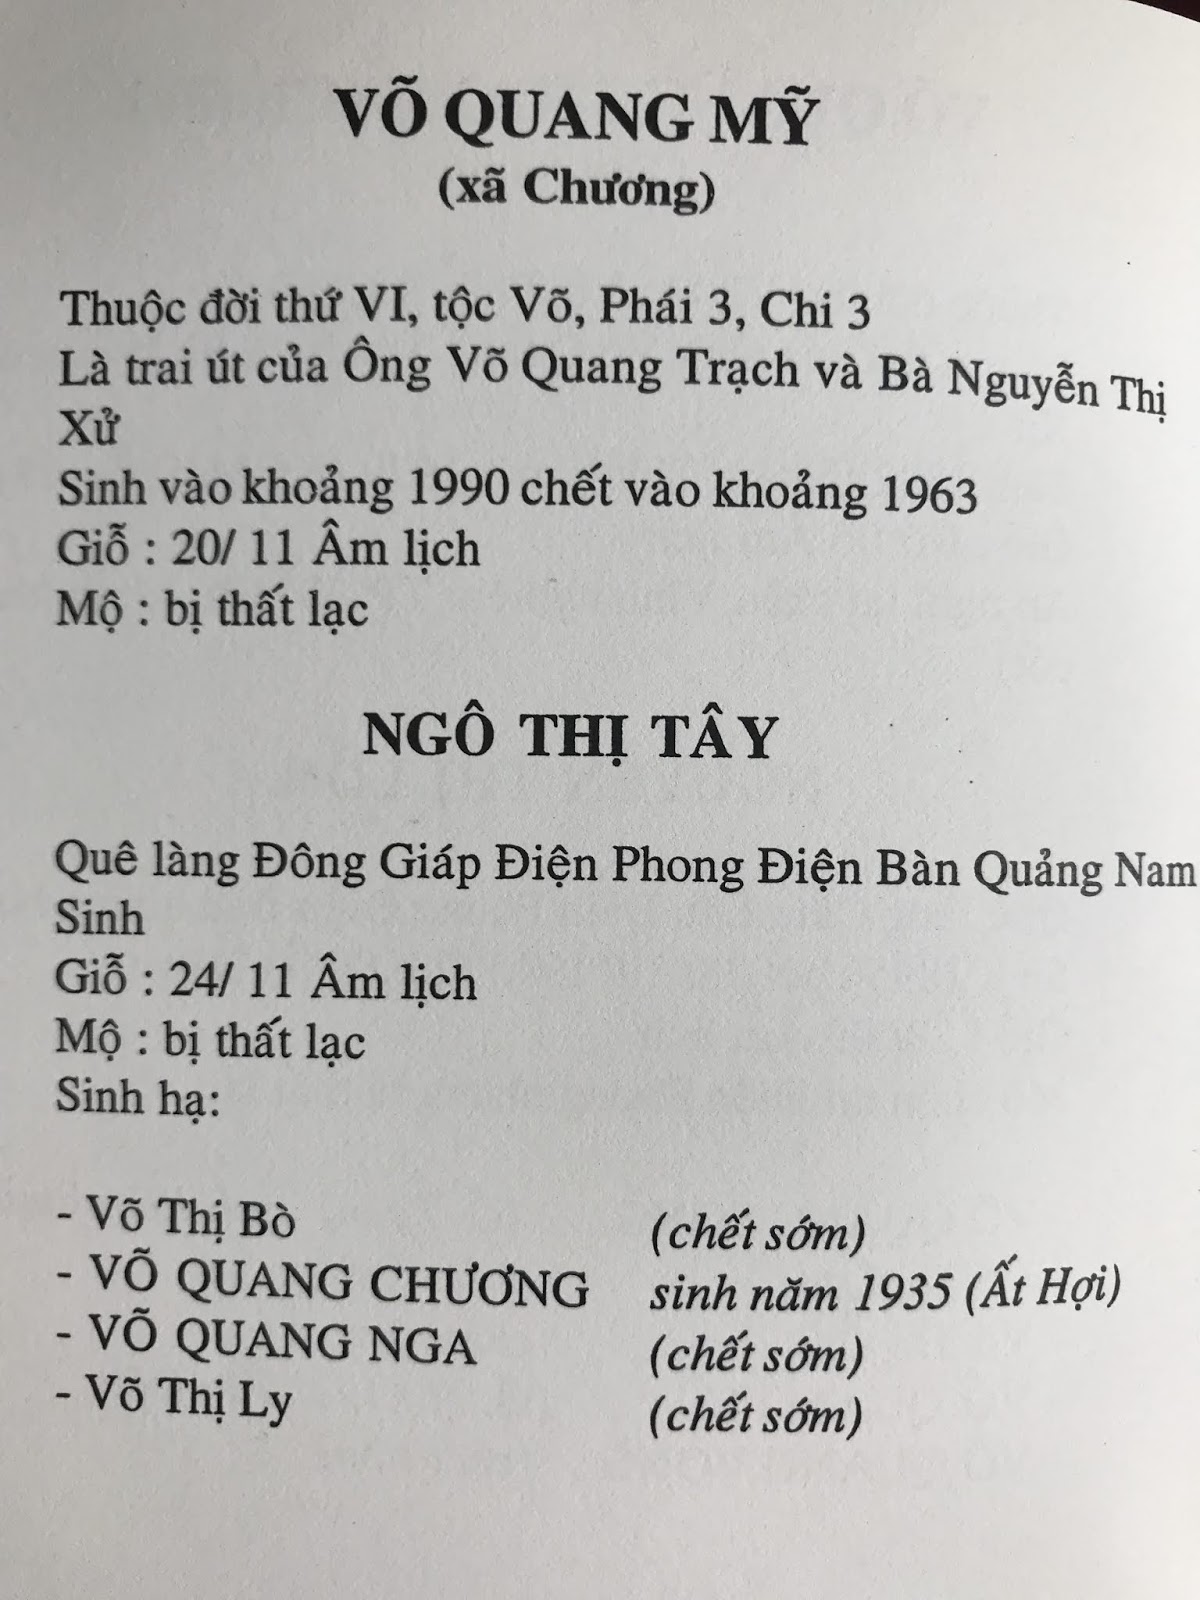 VÕ QUANG MỸ
(xã Chương)
Thuộc đời thứ VI, tộc Võ, Phái 3, Chi 3
Là trai út của Ông Võ Quang Trạch và Bà Nguyễn Thị
Xử
Sinh vào khoảng 1990 chết vào khoảng 1963
Giỗ : 20/ 11 Âm lịch
Mộ : bị thất lạc
NGÔ THỊ TÂY
Quê làng Đông Giáp Điện Phong Điện Bàn Quảng Nam
Sinh
Giỗ : 24/ 11 Âm lịch
Mộ : bị thất lạc
Sinh hạ:
- Võ Thị Bò (chết sớm)
- VÕ QUANG CHƯƠNG sinh năm 1935 (Ất Hợi)
- VÕ QUANG NGA (chết sớm)
- Võ Thị Ly (chết sớm)